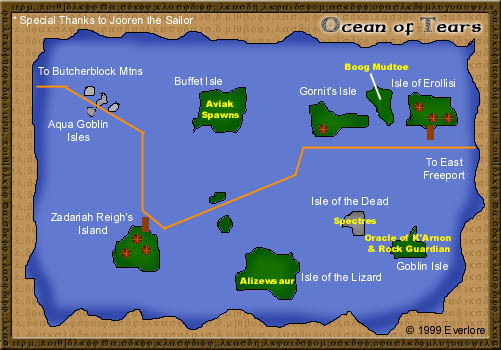 * Special Thanks to Jooren the Sailor
Ocean of Tears
To Butcherblock Mtns
Buffet Isle
Boog Mudtoe
Isle of Erollisi
Gornit's Isle
Aviak
Spawns
Aqua Goblin
Isles
To East
Freeport
Isle of the Dead
Zadariah Reigh's
Island
Spectres
Oracle of K'Arnon
& Rock Guardian
Goblin Isle
Alizewsaur
Isle of the Lizard
© 1999 Everlore